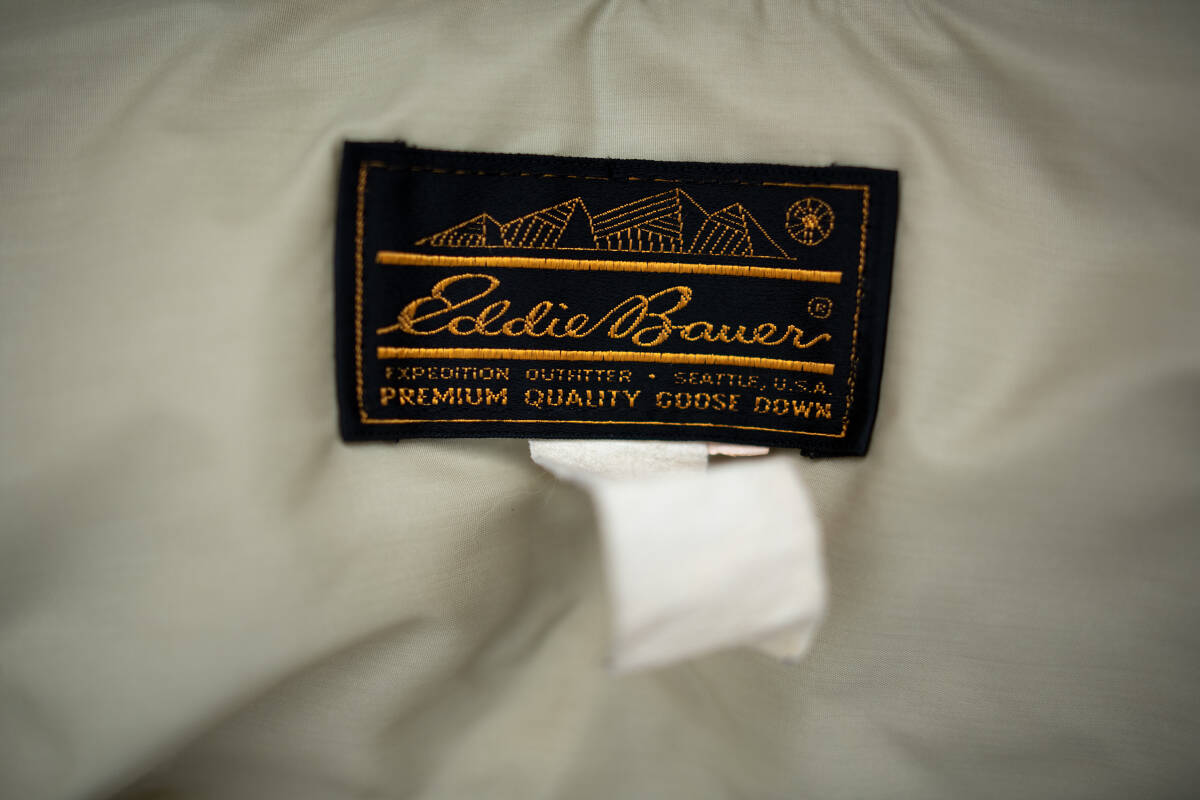 Eddie Bauer ®
EXPEDITION OUTFITTER · SEATTLE, U.S.A.
PREMIUM QUALITY GOOSE DOWN